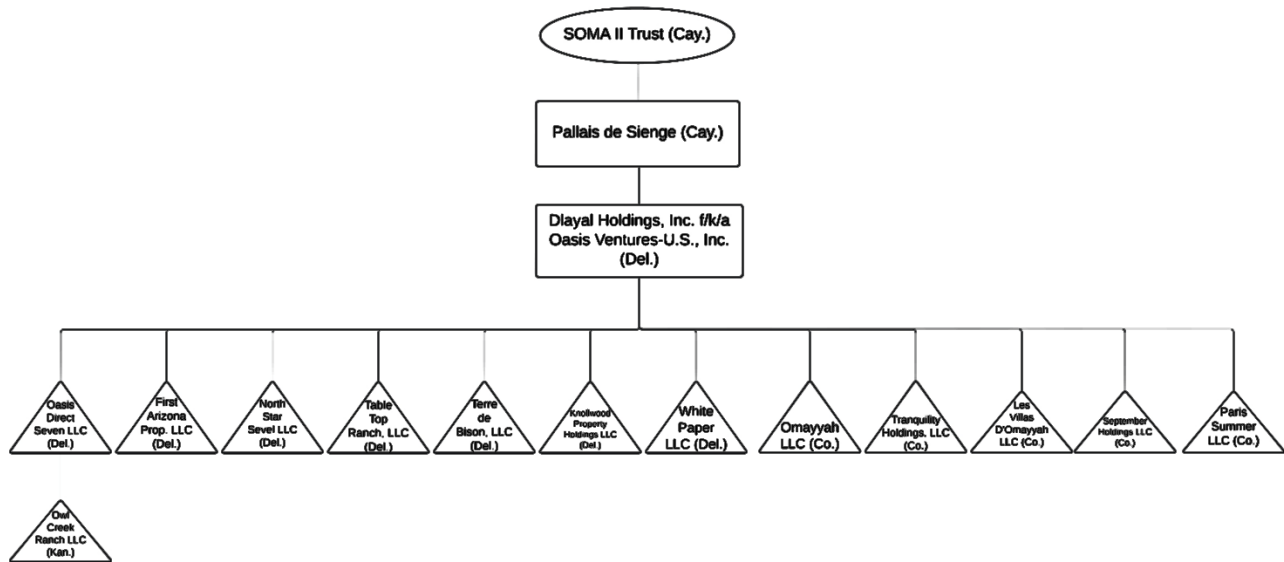 SOMA II Trust (Cay.)
Pallais de Sienge (Cay.)
Dlayal Holdings, Inc. f/k/a
Oasis Ventures-U.S., Inc.
(Del.)
Oasis
Direct
Seven LLC
(Del.)
First
Arizona
Prop. LLC
(Del.)
North
Star
Sevel LLC
(Del.)
Table
Top
Ranch, LLC
(Del.)
Terre
de
Bison, LLC
(Del.)
Knollwood
Property
Holdings LLC
(Del.)
White
Paper
LLC (Del.)
Omayyah
LLC (Co.)
Tranquility
Holdings, LLC
(Co.)
Les
Villas
D'Omayyah
LLC (Co.)
September
Holdings LLC
(Co.)
Paris
Summer
LLC (Co.)
Owl
Creek
Ranch LLC
(Kan.)